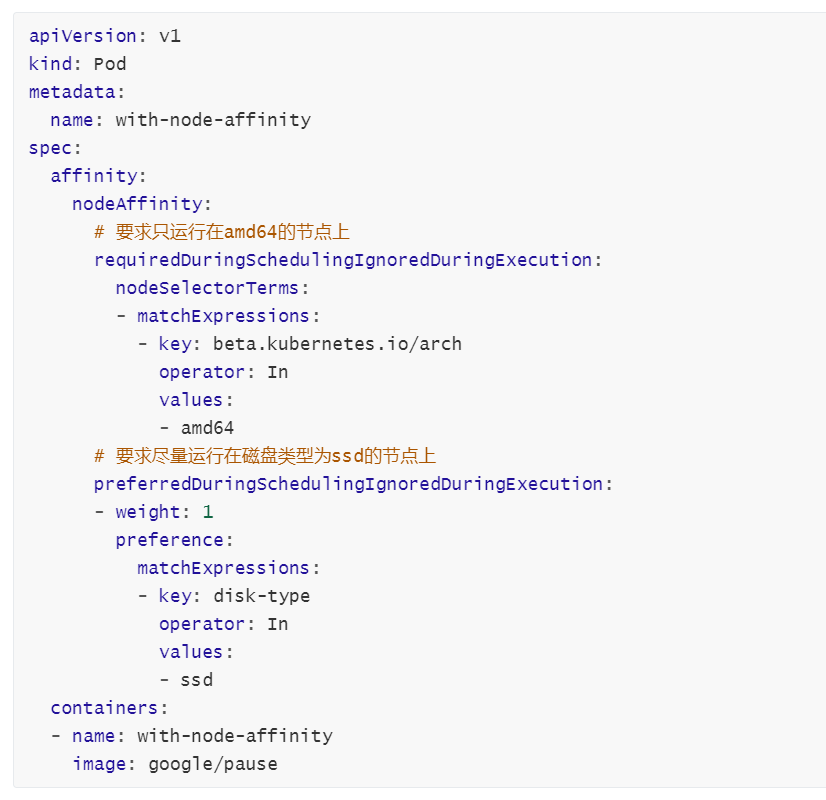 apiVersion: v1
kind: Pod
metadata:
  name: with-node-affinity
spec:
  affinity:
    nodeAffinity:
      # 要求只运行在amd64的节点上
      requiredDuringSchedulingIgnoredDuringExecution:
        nodeSelectorTerms:
        - matchExpressions:
          - key: beta.kubernetes.io/arch
            operator: In
            values:
            - amd64
      # 要求尽量运行在磁盘类型为ssd的节点上
      preferredDuringSchedulingIgnoredDuringExecution:
      - weight: 1
        preference:
          matchExpressions:
          - key: disk-type
            operator: In
            values:
            - ssd
  containers:
  - name: with-node-affinity
    image: google/pause